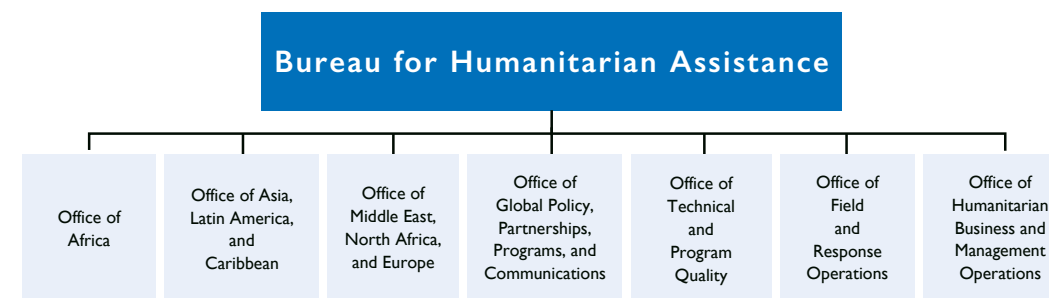 Bureau for Humanitarian Assistance
Office of
Africa
Office of Asia,
Latin America,
and
Caribbean
Office of
Middle East,
North Africa,
and Europe
Office of
Global Policy,
Partnerships,
Programs, and
Communications
Office of
Technical
and
Program
Quality
Office of
Field
and
Response
Operations
Office of
Humanitarian
Business and
Management
Operations